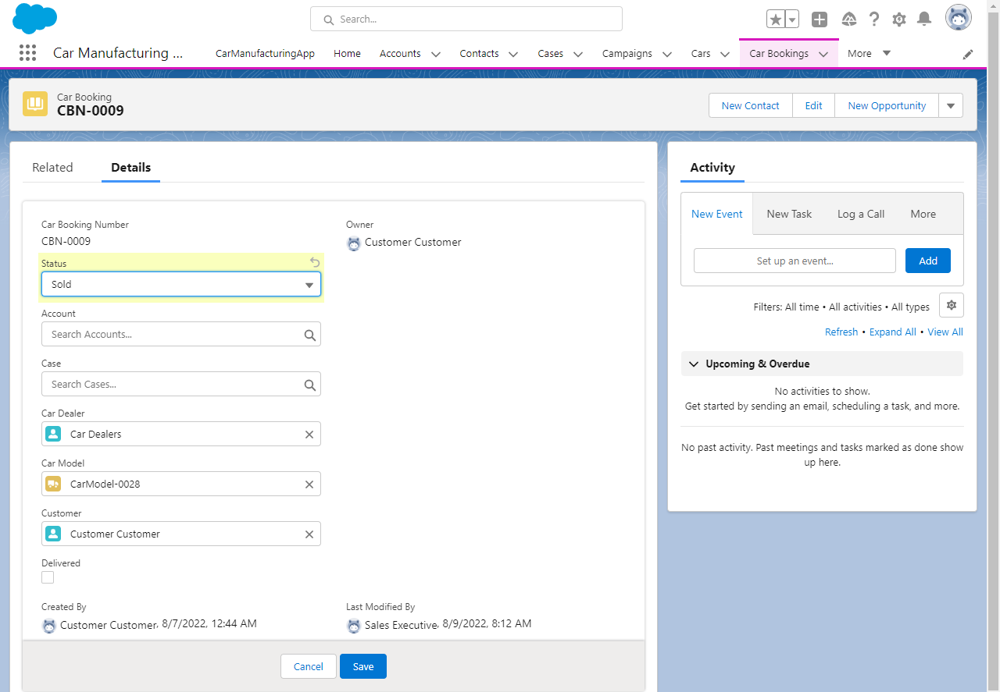 Search...
Car Manufacturing ...
CarManufacturingApp
Home
Accounts
Contacts
Cases
Campaigns
Cars
Car Bookings
More
Car Booking
CBN-0009
New Contact
Edit
New Opportunity
Related
Details
Car Booking Number
CBN-0009
Owner
Customer Customer
Status
Sold
Account
Search Accounts...
Case
Search Cases...
Car Dealer
Car Dealers
Car Model
CarModel-0028
Customer
Customer Customer
Delivered
Created By
Customer Customer, 8/7/2022, 12:44 AM
Last Modified By
Sales Executive, 8/9/2022, 8:12 AM
Cancel
Save
Activity
New Event
New Task
Log a Call
More
Set up an event...
Add
Filters: All time • All activities • All types
Refresh • Expand All • View All
Upcoming & Overdue
No activities to show.
Get started by sending an email, scheduling a task, and more.
No past activity. Past meetings and tasks marked as done show
up here.